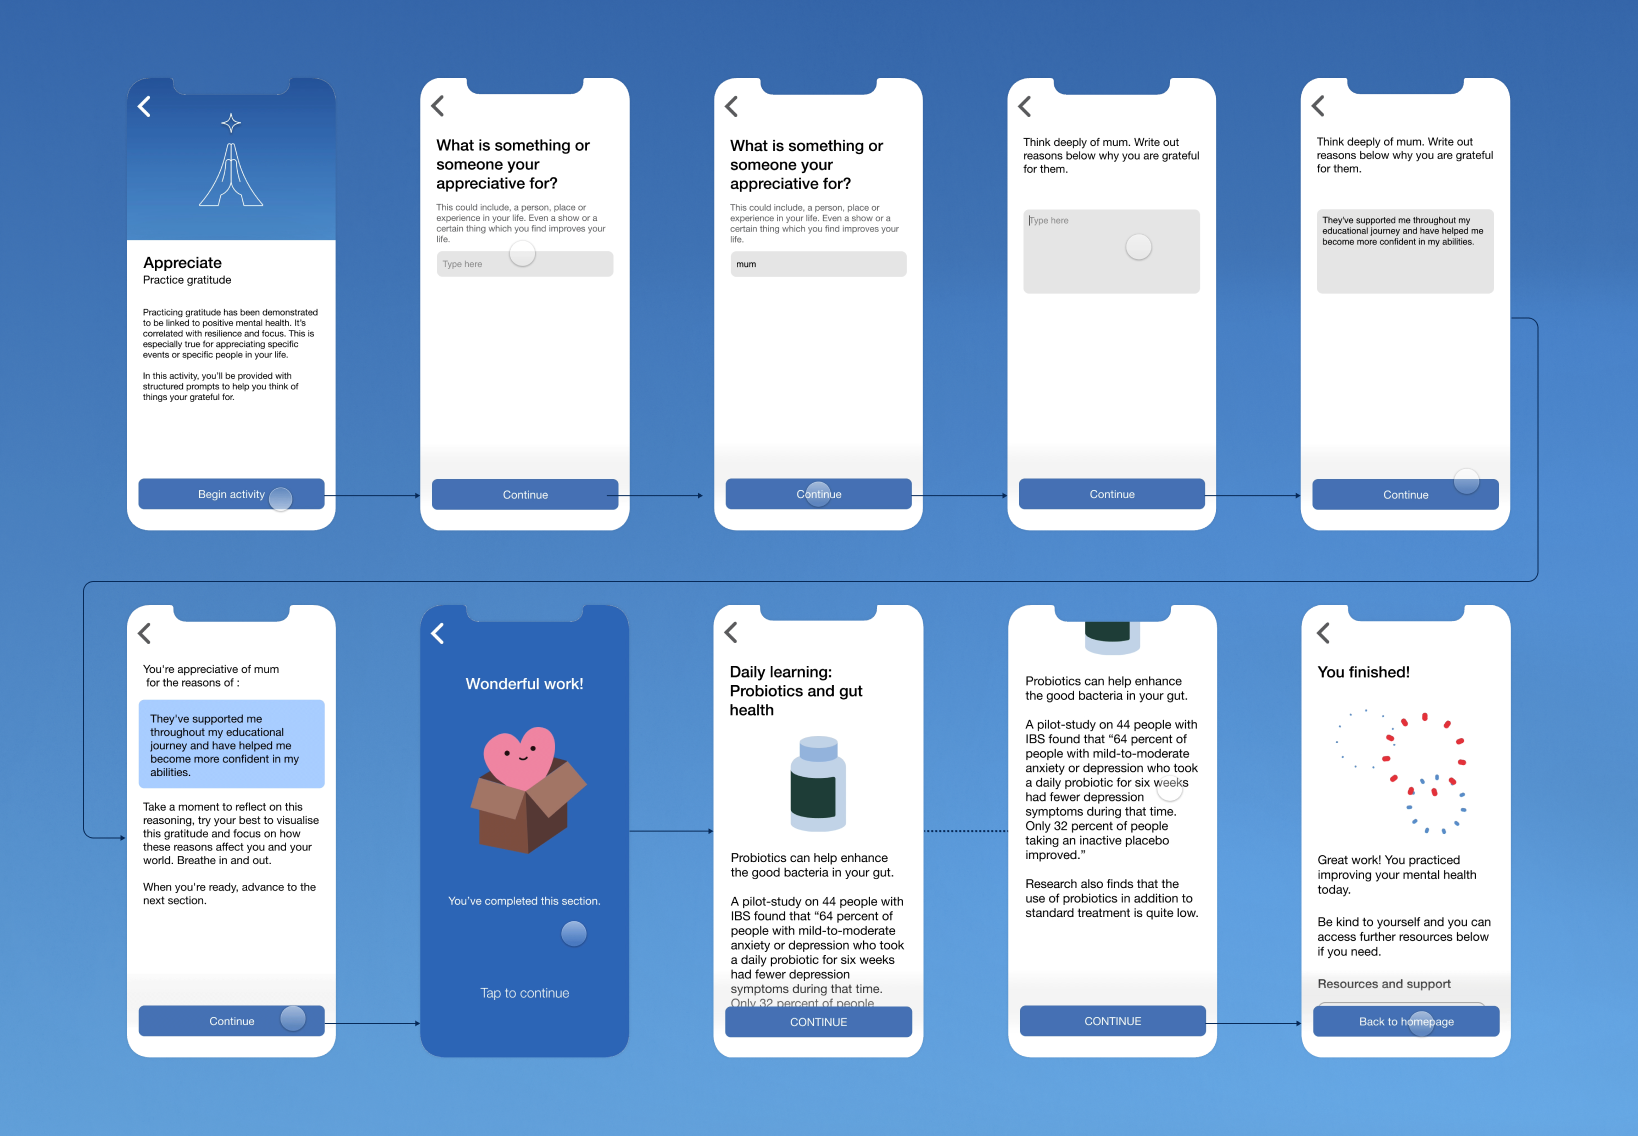 Appreciate
Practice gratitude
Practicing gratitude has been demonstrated
to be linked to positive mental health. It's
correlated with resilience and focus. This is
especially true for appreciating specific
events or specific people in your life.
In this activity, you'll be provided with
structured prompts to help you think of
things your grateful for.
Begin activity
What is something or
someone your
appreciative for?
This could include, a person, place or
experience in your life. Even a show or a
certain thing which you find improves your
life.
Type here
Continue
What is something or
someone your
appreciative for?
This could include, a person, place or
experience in your life. Even a show or a
certain thing which you find improves your
life.
mum
Continue
Think deeply of mum. Write out
reasons below why you are grateful
for them.
Type here
Continue
Think deeply of mum. Write out
reasons below why you are grateful
for them.
They've supported me throughout my
educational journey and have helped me
become more confident in my abilities.
Continue
You're appreciative of mum
for the reasons of :
They've supported me
throughout my educational
journey and have helped me
become more confident in my
abilities.
Take a moment to reflect on this
reasoning, try your best to visualise
this gratitude and focus on how
these reasons affect you and your
world. Breathe in and out.
When you're ready, advance to the
next section.
Continue
Wonderful work!
You've completed this section.
Tap to continue
Daily learning:
Probiotics and gut
health
Probiotics can help enhance
the good bacteria in your gut.
A pilot-study on 44 people with
IBS found that “64 percent of
people with mild-to-moderate
anxiety or depression who took
a daily probiotic for six weeks
had fewer depression
symptoms during that time.
Only 32 percent of people
CONTINUE
Probiotics can help enhance
the good bacteria in your gut.
A pilot-study on 44 people with
IBS found that “64 percent of
people with mild-to-moderate
anxiety or depression who took
a daily probiotic for six weeks
had fewer depression
symptoms during that time.
Only 32 percent of people
taking an inactive placebo
improved.”
Research also finds that the
use of probiotics in addition to
standard treatment is quite low.
CONTINUE
You finished!
Great work! You practiced
improving your mental health
today.
Be kind to yourself and you can
access further resources below
if you need.
Resources and support
Back to homepage